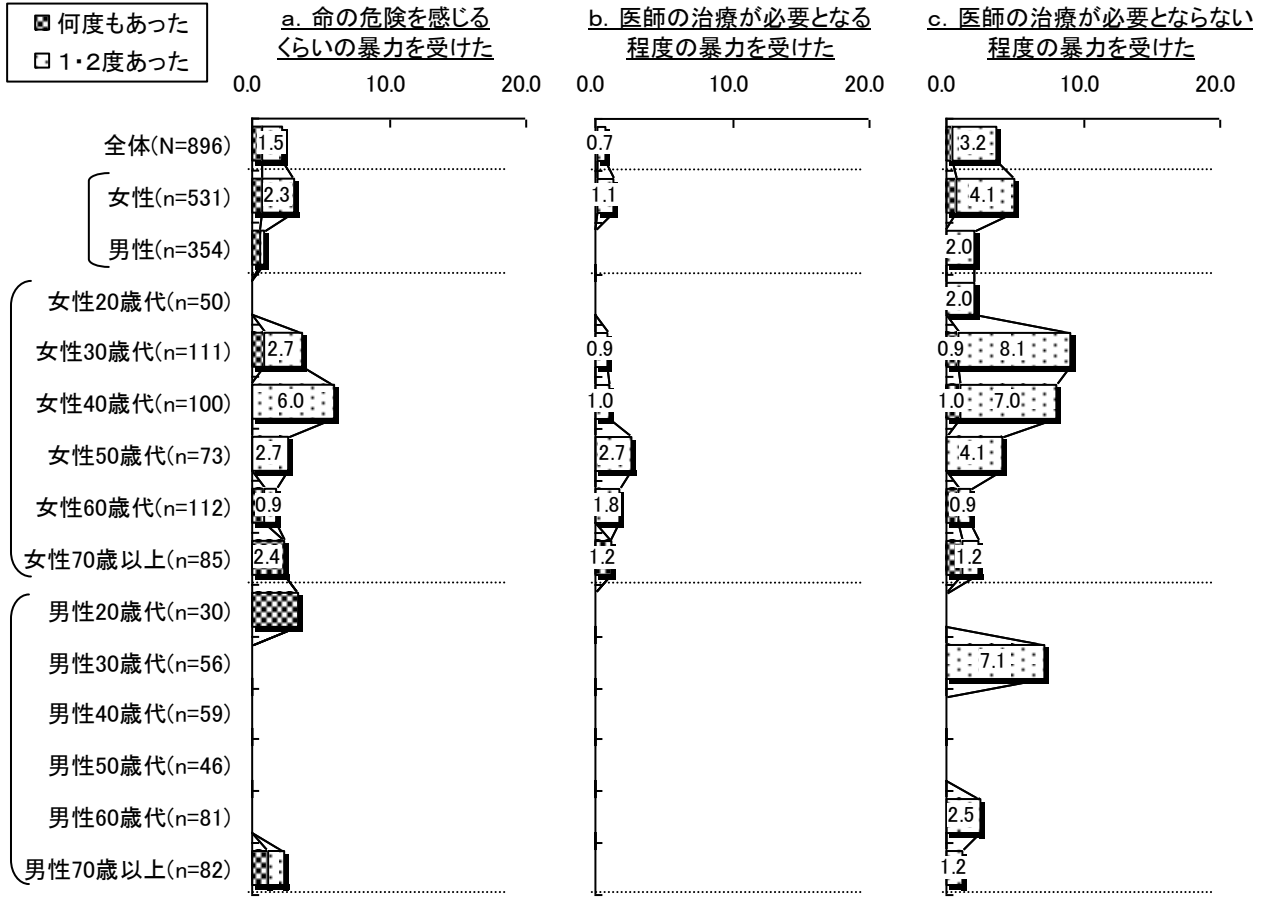 何度もあった
1・2度あった
a. 命の危険を感じる
くらいの暴力を受けた
b. 医師の治療が必要となる
程度の暴力を受けた
c. 医師の治療が必要とならない
程度の暴力を受けた
0.0 10.0 20.0 0.0 10.0 20.0 0.0 10.0 20.0
全体(N=896) 1.5 0.7 3.2
女性(n=531) 2.3 1.1 4.1
男性(n=354) 2.0
女性20歳代(n=50) 2.0
女性30歳代(n=111) 2.7 0.9 0.9 8.1
女性40歳代(n=100) 6.0 1.0 1.0 7.0
女性50歳代(n=73) 2.7 2.7 4.1
女性60歳代(n=112) 0.9 1.8 0.9
女性70歳以上(n=85) 2.4 1.2 1.2
男性20歳代(n=30)
男性30歳代(n=56) 7.1
男性40歳代(n=59)
男性50歳代(n=46)
男性60歳代(n=81) 2.5
男性70歳以上(n=82) 1.2